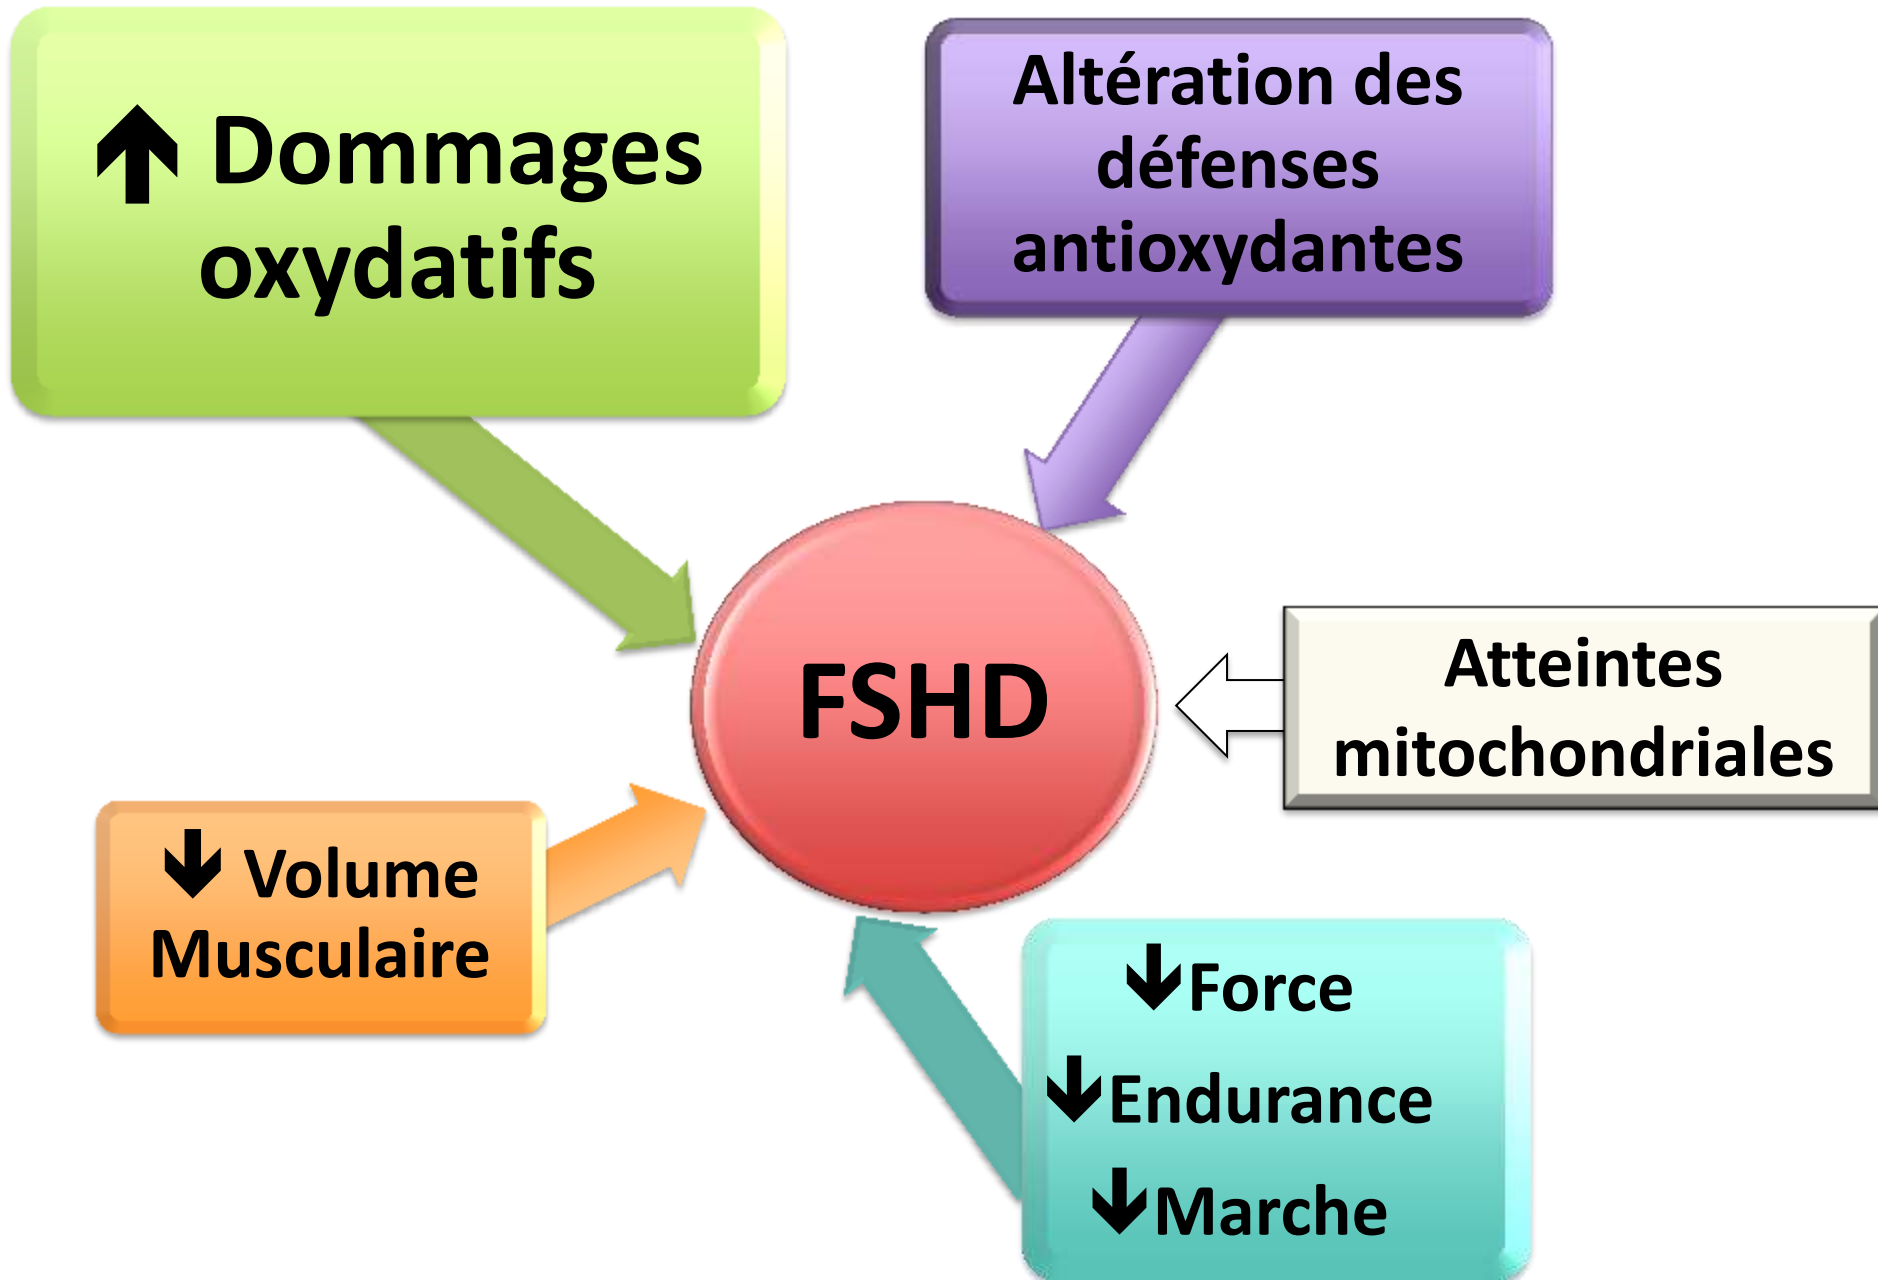 🡹 Dommages
oxydatifs
Altération des
défenses
antioxydantes
FSHD
Atteintes
mitochondriales
🡻 Volume
Musculaire
🡻Force
🡻Endurance
🡻Marche